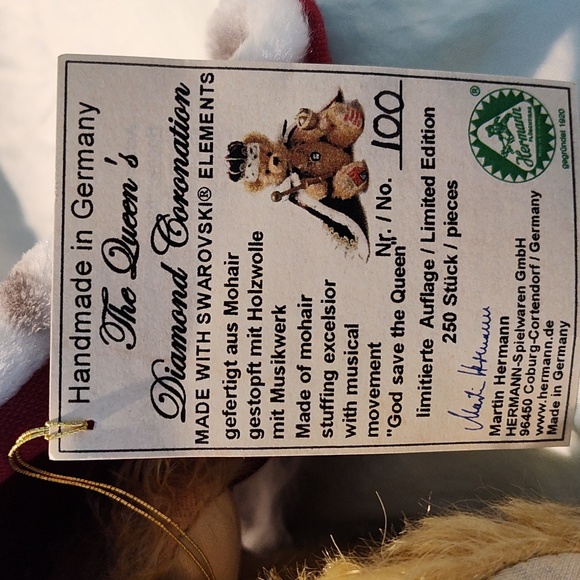 Handmade in Germany
The Queen's
Diamond Coronation
MADE WITH SWAROVSKI® ELEMENTS
gefertigt aus Mohair
gestopft mit Holzwolle
mit Musikwerk
Made of mohair
stuffing excelsior
with musical
movement
"God save the Queen"
Nr. / No. 100
limitierte Auflage / Limited Edition
250 Stück / pieces
Martin Hermann
Martin Hermann
HERMANN-Spielwaren GmbH
96450 Coburg-Cortendorf / Germany
www.hermann.de
Made in Germany
®
Hermann
gegründet 1920